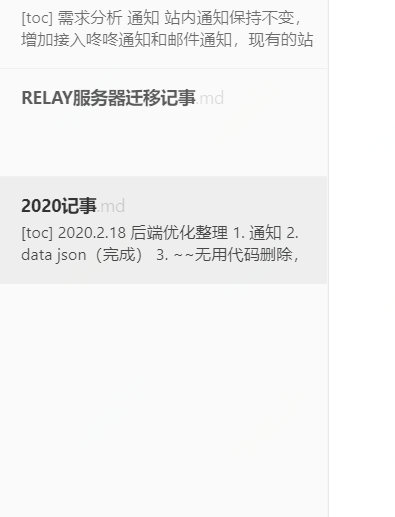 [toc] 需求分析 通知 站内通知保持不变，
增加接入咚咚通知和邮件通知，现有的站
RELAY服务器迁移记事.md
2020记事.md
[toc] 2020.2.18 后端优化整理 1. 通知 2.
data json（完成） 3. ~~无用代码删除，